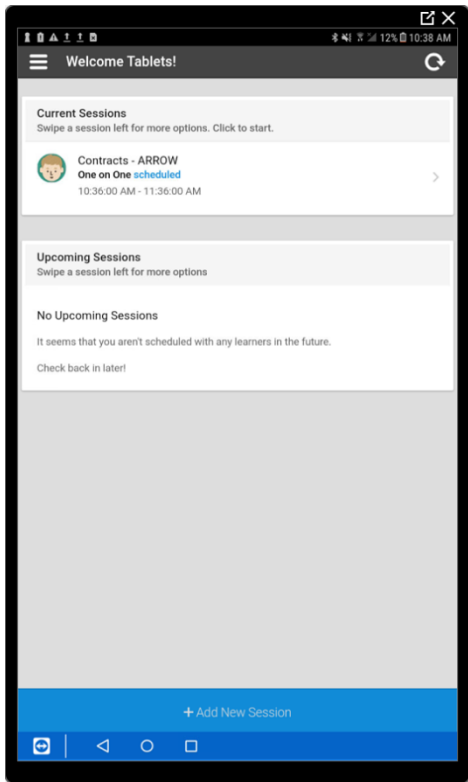 12% 10:38 AM
Welcome Tablets!
Current Sessions
Swipe a session left for more options. Click to start.
Contracts - ARROW
One on One scheduled
10:36:00 AM - 11:36:00 AM
Upcoming Sessions
Swipe a session left for more options
No Upcoming Sessions
It seems that you aren't scheduled with any learners in the future.
Check back in later!
+ Add New Session